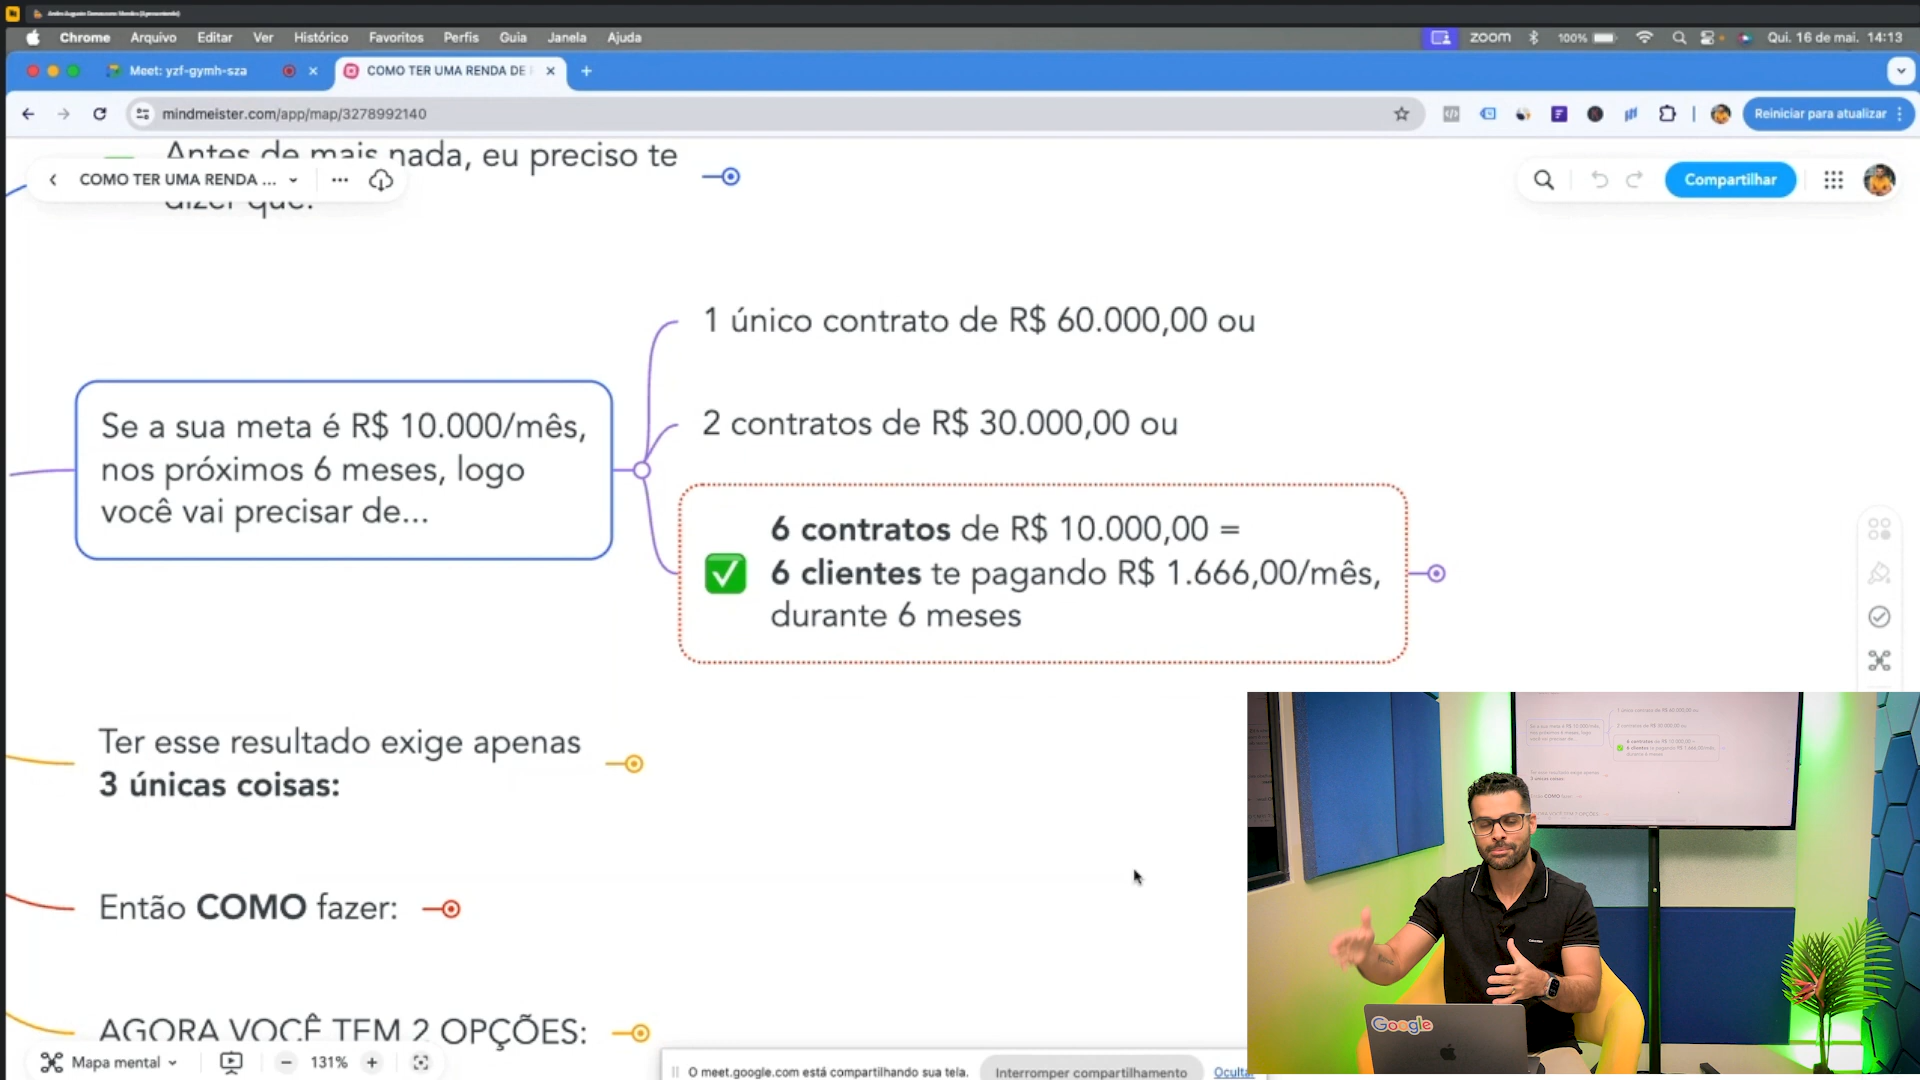 Chrome Arquivo Editar Ver Histórico Favoritos Perfis Guia Janela Ajuda
zoom 100% Qui. 16 de mai. 14:13
Meet: yzf-gymh-sza
COMO TER UMA RENDA DE
mindmeister.com/app/map/3278992140
Reiniciar para atualizar
Antes de mais nada, eu preciso te
dizer que:
COMO TER UMA RENDA ...
Compartilhar
1 único contrato de R$ 60.000,00 ou
Se a sua meta é R$ 10.000/mês,
nos próximos 6 meses, logo
você vai precisar de...
2 contratos de R$ 30.000,00 ou
6 contratos de R$ 10.000,00 =
6 clientes te pagando R$ 1.666,00/mês,
durante 6 meses
Ter esse resultado exige apenas
3 únicas coisas:
Então COMO fazer:
AGORA VOCÊ TEM 2 OPÇÕES:
Mapa mental
131%
O meet.google.com está compartilhando sua tela.
Interromper compartilhamento
Ocultar
Google